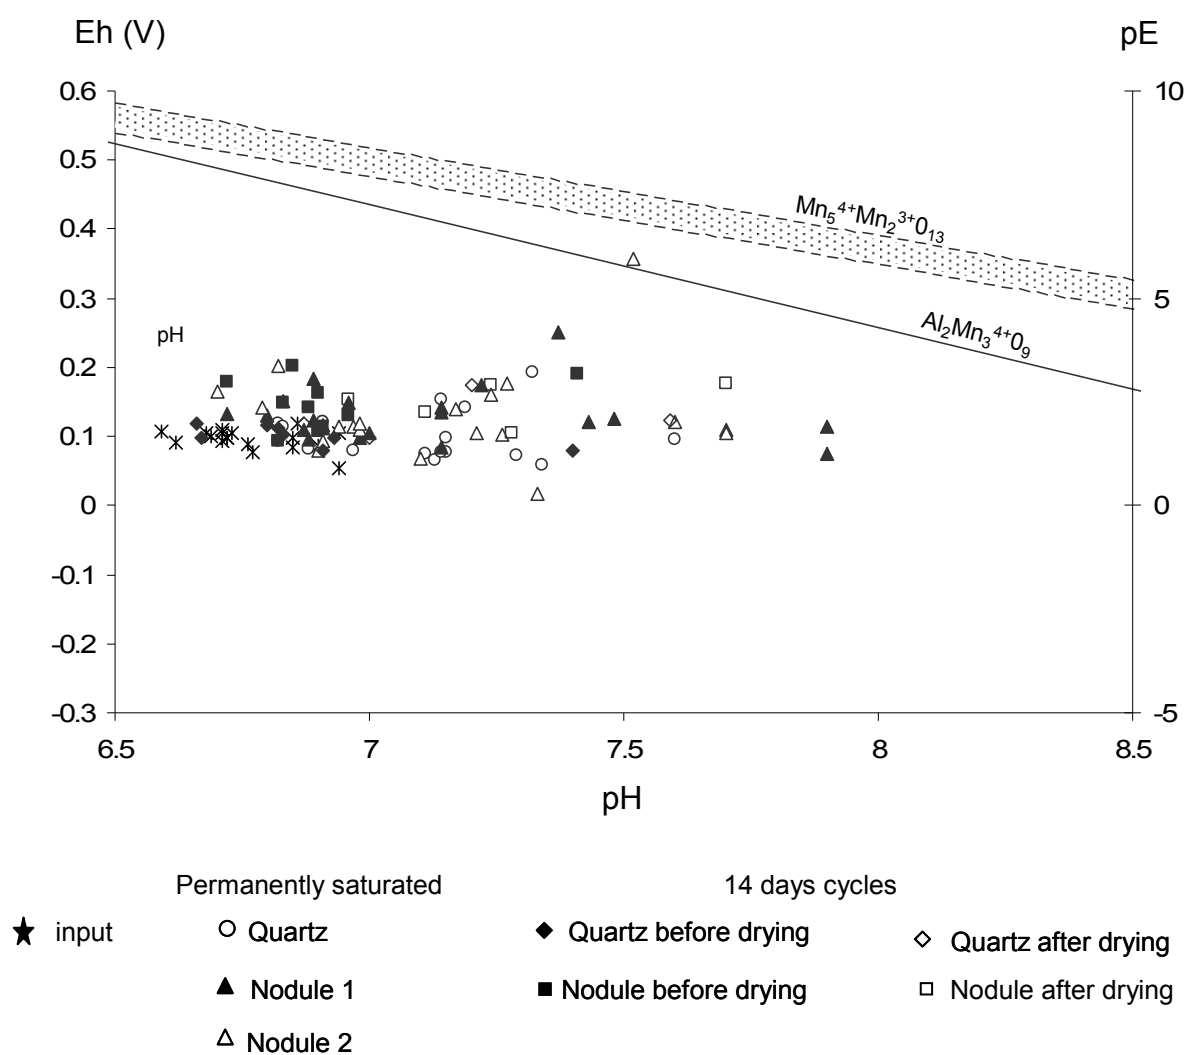 Eh (V) pE
0.6 10
0.5
0.4
Mn₅⁴⁺Mn₂³⁺0₁₃
0.3 5
Al₂Mn₃⁴⁺0₉
pH
0.2
0.1
0 0
-0.1
-0.2
-0.3 -5
6.5 7 7.5 8 8.5
pH
Permanently saturated 14 days cycles
input Quartz Quartz before drying Quartz after drying
Nodule 1 Nodule before drying Nodule after drying
Nodule 2